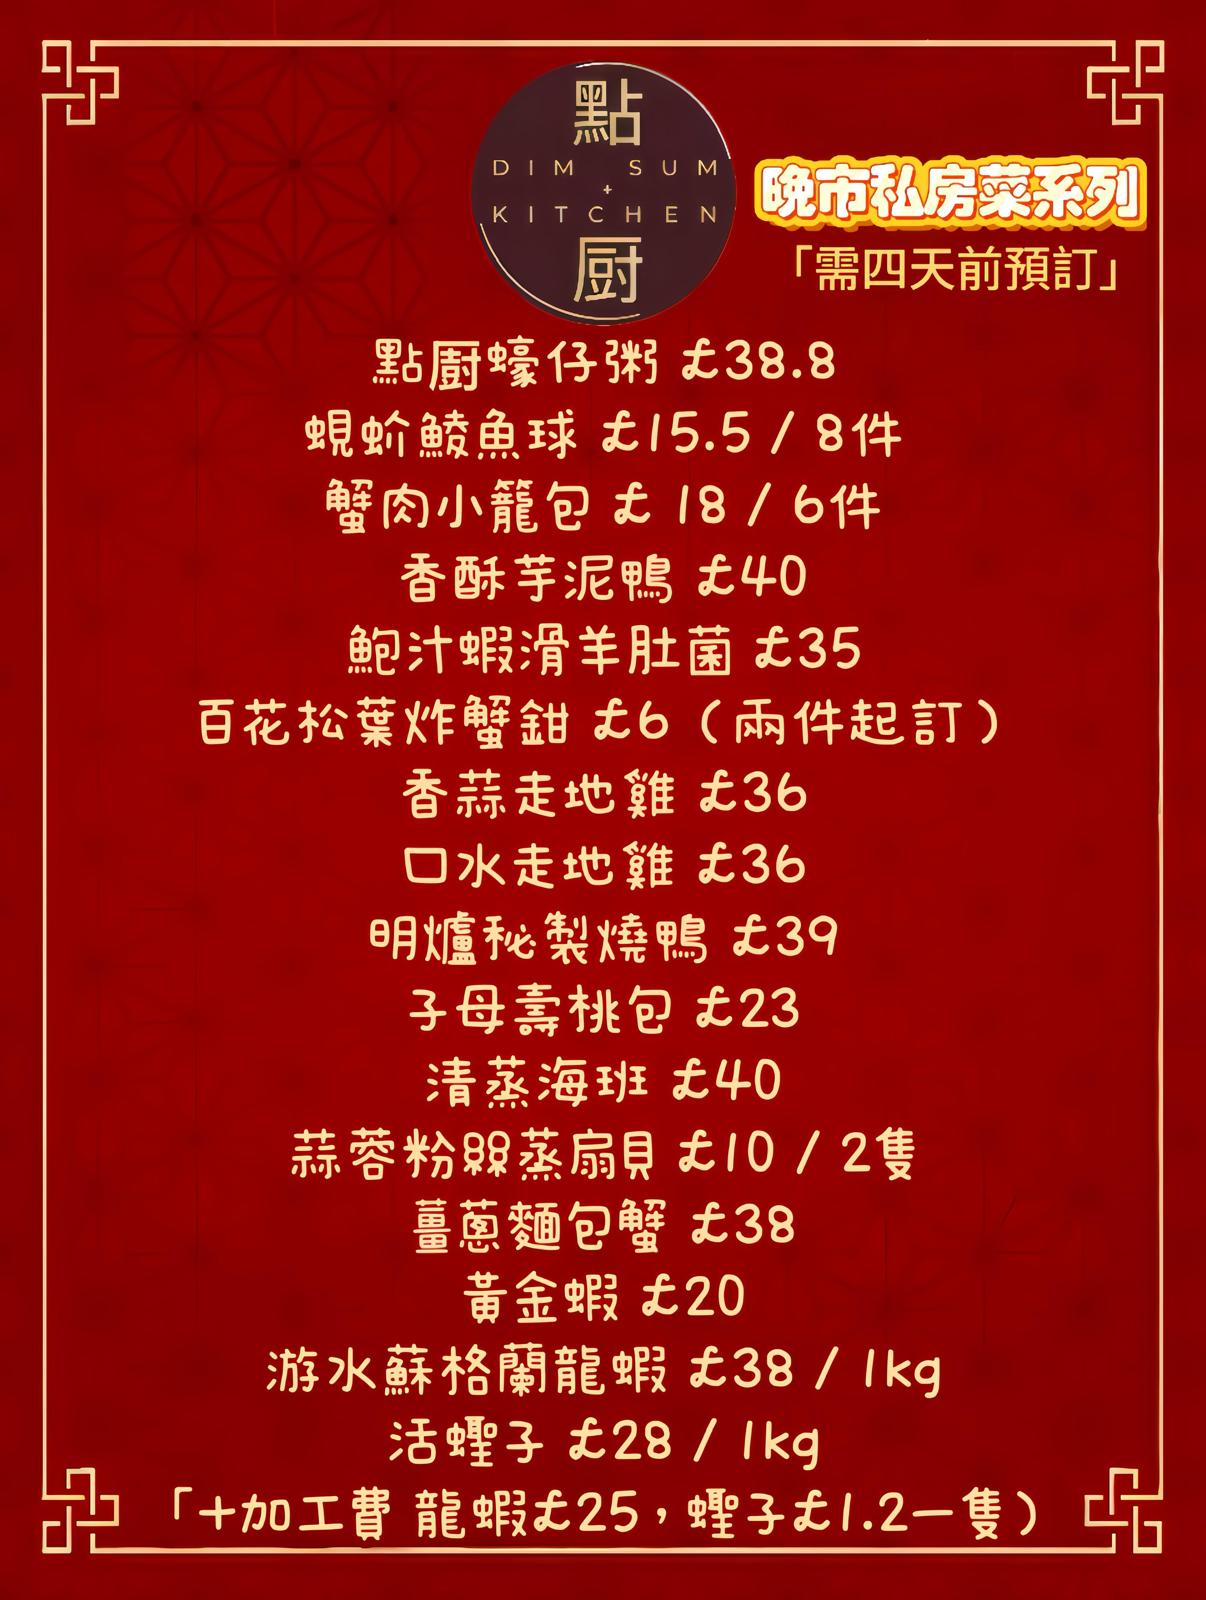 點
DIM SUM
+
KITCHEN
厨
晚市私房菜系列
「需四天前預訂」
點廚蠔仔粥 £38.8
蜆蚧鯪魚球 £15.5 / 8件
蟹肉小籠包 £ 18 / 6件
香酥芋泥鴨 £40
鮑汁蝦滑羊肚菌 £35
百花松葉炸蟹鉗 £6（兩件起訂）
香蒜走地雞 £36
口水走地雞 £36
明爐秘製燒鴨 £39
子母壽桃包 £23
清蒸海班 £40
蒜蓉粉絲蒸扇貝 £10 / 2隻
薑蔥麵包蟹 £38
黃金蝦 £20
游水蘇格蘭龍蝦 £38 / 1kg
活蟶子 £28 / 1kg
「+加工費 龍蝦£25，蟶子£1.2一隻）